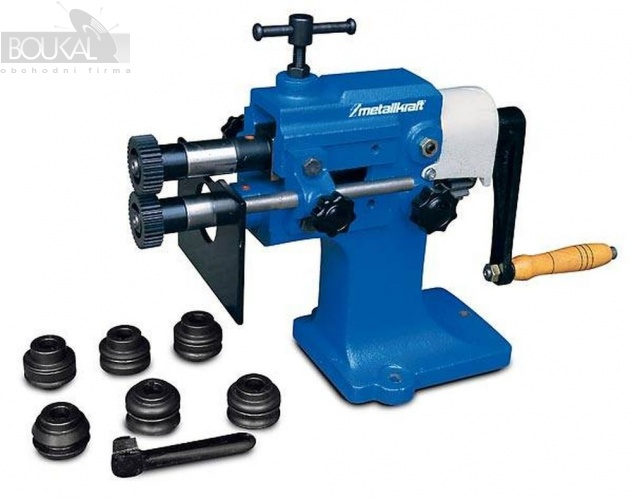 BOUKAL
obchodní firma
metallkraft